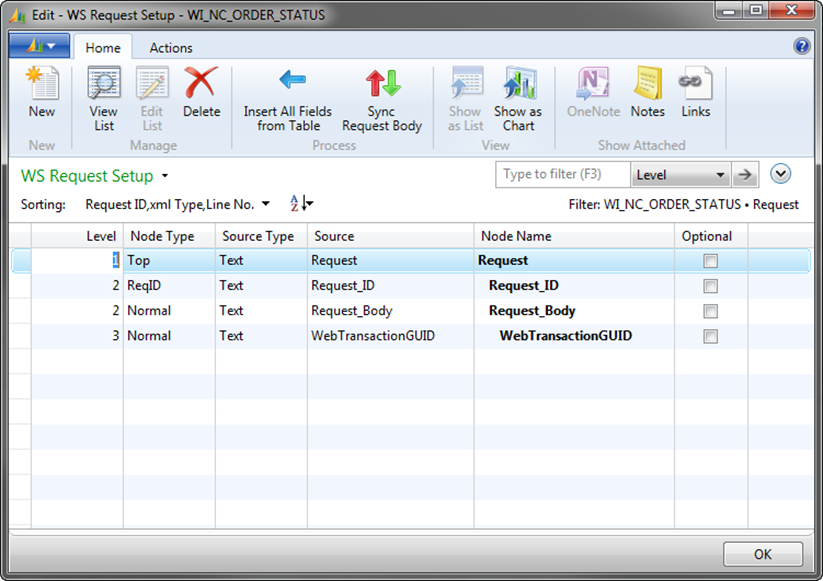 Edit - WS Request Setup - WI_NC_ORDER_STATUS
Home Actions
New View List Edit List Delete Insert All Fields from Table Sync Request Body Show as List Show as Chart OneNote Notes Links
New Manage Process View Show Attached
WS Request Setup Type to filter (F3) Level
Sorting: Request ID,xml Type,Line No. Filter: WI_NC_ORDER_STATUS • Request
Level Node Type Source Type Source Node Name Optional
1 Top Text Request Request
2 ReqID Text Request_ID Request_ID
2 Normal Text Request_Body Request_Body
3 Normal Text WebTransactionGUID WebTransactionGUID
OK